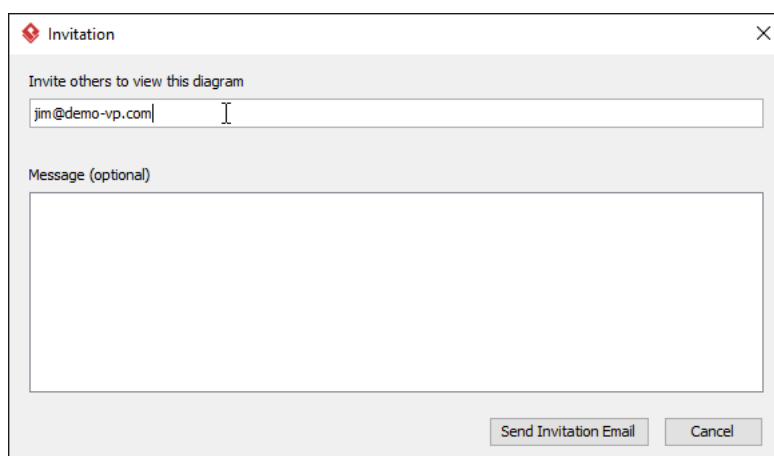 Invitation
Invite others to view this diagram
jim@demo-vp.com
Message (optional)
Send Invitation Email Cancel